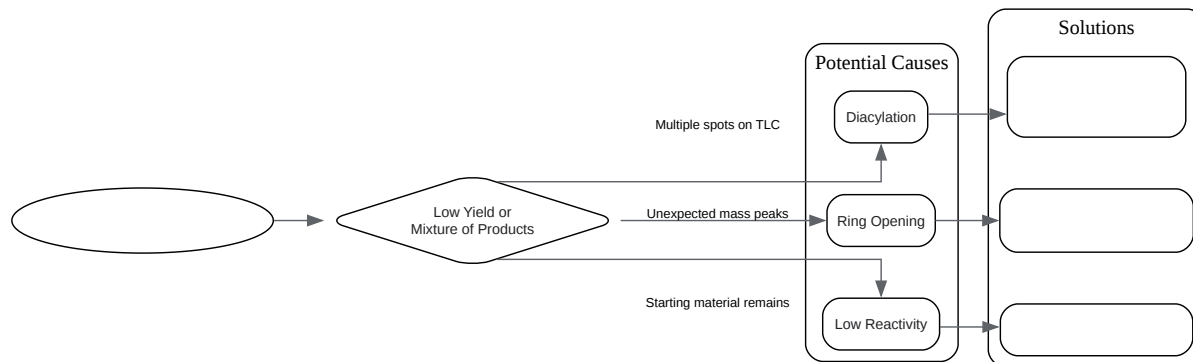 Solutions
Potential Causes
Multiple spots on TLC
Diacylation
Low Yield or
Mixture of Products
Unexpected mass peaks
Ring Opening
Starting material remains
Low Reactivity